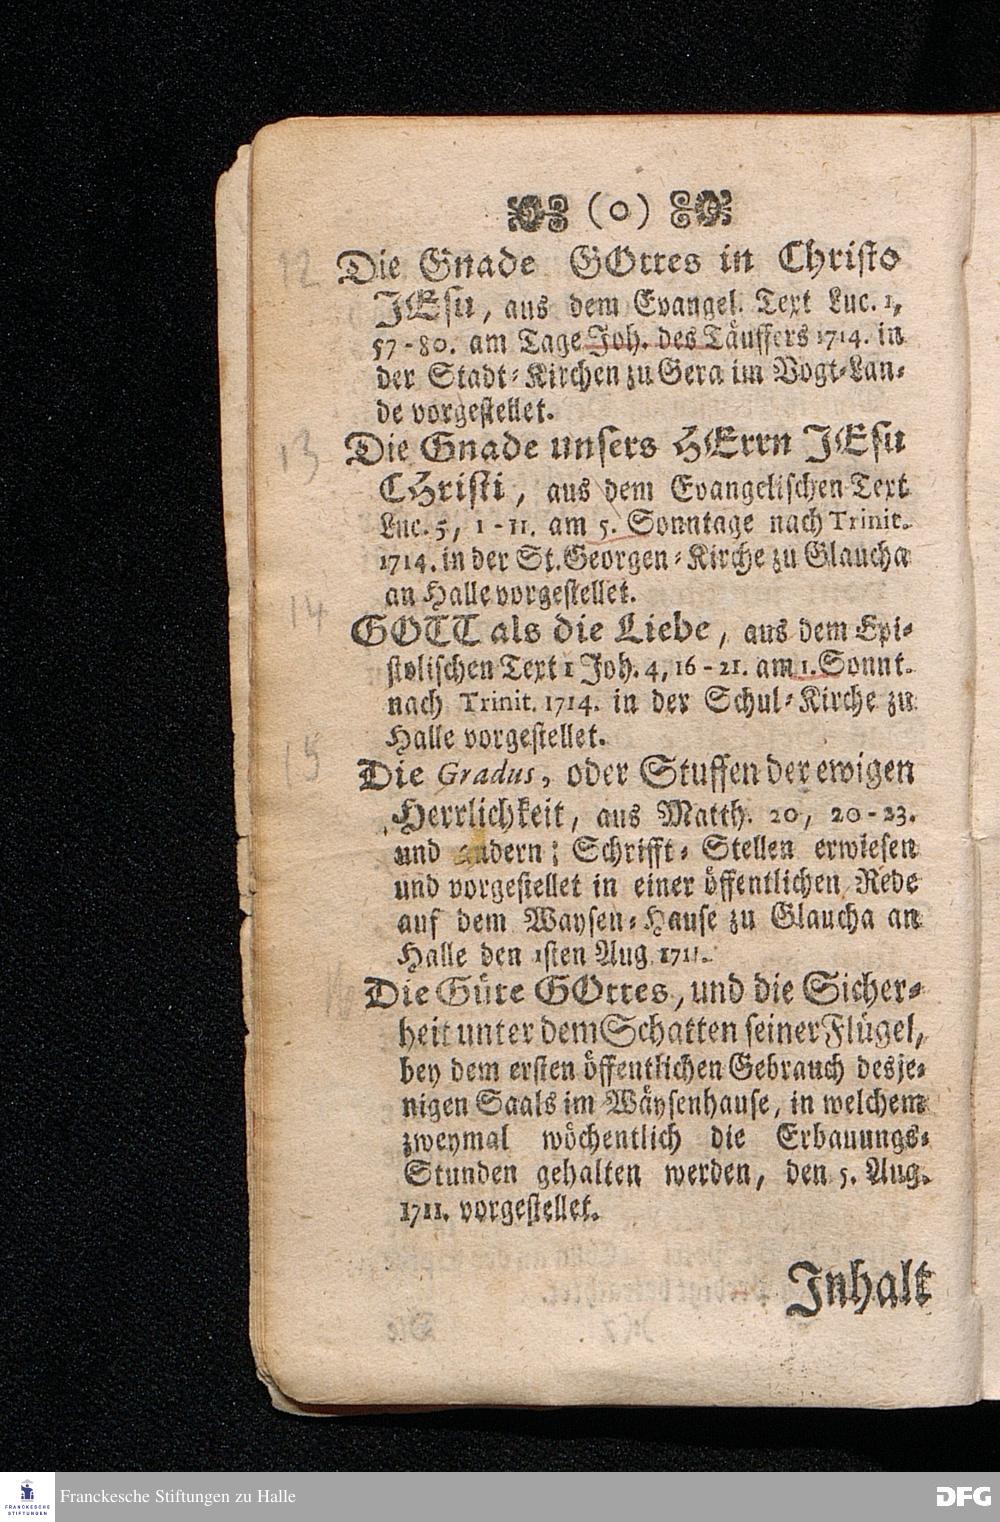 (o)
12 Die Gnade GOttes in Christo
JEsu, aus dem Evangel. Text Luc. 1,
57-80. am Tage Joh. des Täuffers 1714. in
der Stadt-Kirchen zu Gera im Vogt-Lan-
de vorgestellet.
13 Die Gnade unsers HErrn JEsu
CHristi, aus dem Evangelischen Text
Luc. 5, 1-11. am 5. Sonntage nach Trinit.
1714. in der St. Georgen-Kirche zu Glaucha
an Halle vorgestellet.
14 GOTT als die Liebe, aus dem Epi-
stolischen Text 1 Joh. 4, 16-21. am 1. Sonnt.
nach Trinit. 1714. in der Schul-Kirche zu
Halle vorgestellet.
15 Die Gradus, oder Stuffen der ewigen
Herrlichkeit, aus Matth. 20, 20-23.
und andern; Schrifft-Stellen erwiesen
und vorgestellet in einer öffentlichen Rede
auf dem Waysen-Hause zu Glaucha an
Halle den 1sten Aug. 1711.
16 Die Güte GOttes, und die Sicher-
heit unter dem Schatten seiner Flügel,
bey dem ersten öffentlichen Gebrauch desje-
nigen Saals im Wäysenhause, in welchem
zweymal wöchentlich die Erbauungs-
Stunden gehalten werden, den 5. Aug.
1711. vorgestellet.
Inhalt
FRANCKESCHE
STIFTUNGEN
Franckesche Stiftungen zu Halle
DFG